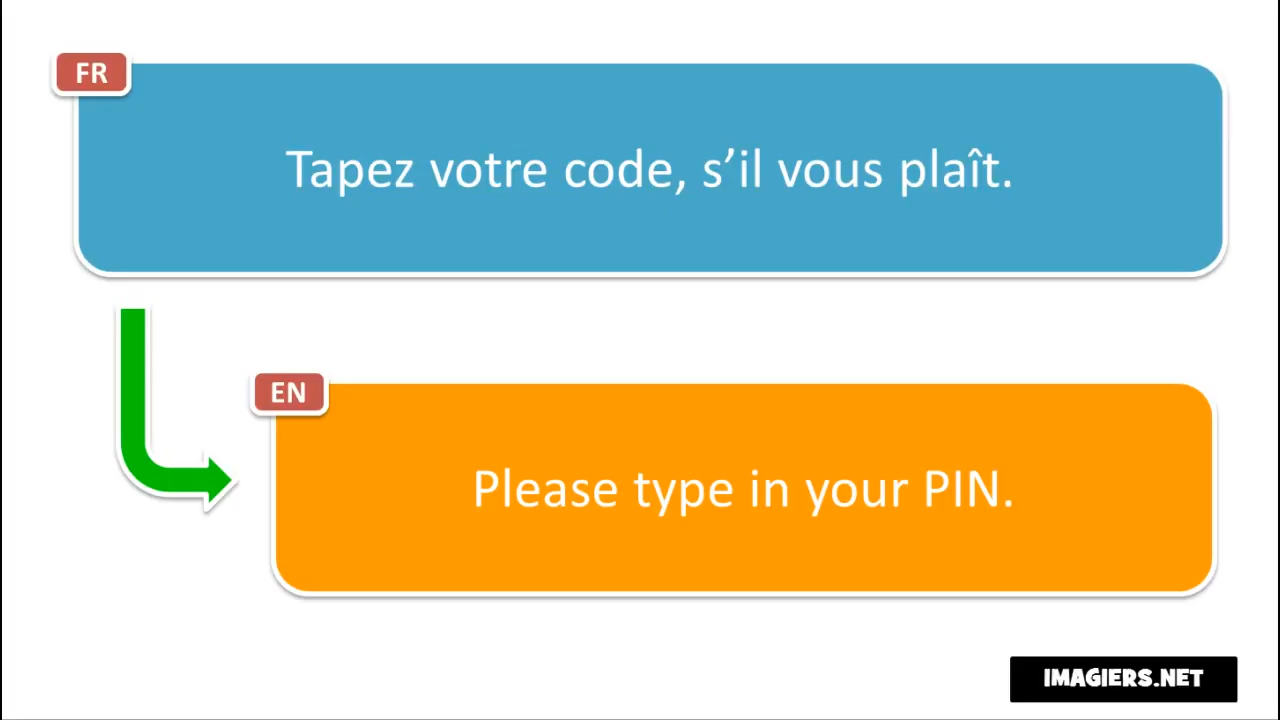 FR
Tapez votre code, s’il vous plaît.
EN
Please type in your PIN.
IMAGIERS.NET